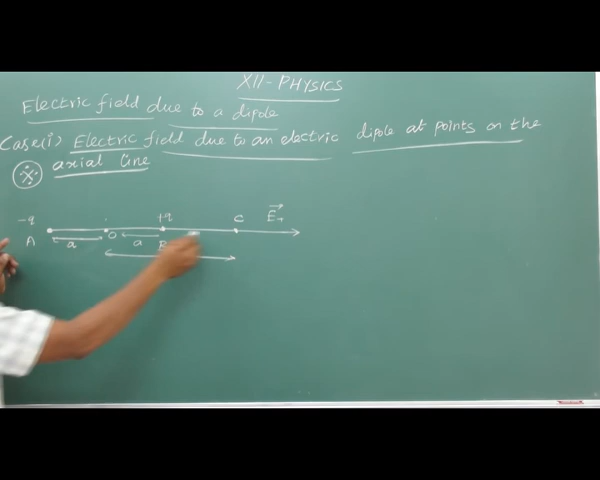 XII-PHYSICS
Electric field due to a dipole
Case(i) Electric field due to an electric dipole at points on the
axial line
-q +q C E+
A a O a B